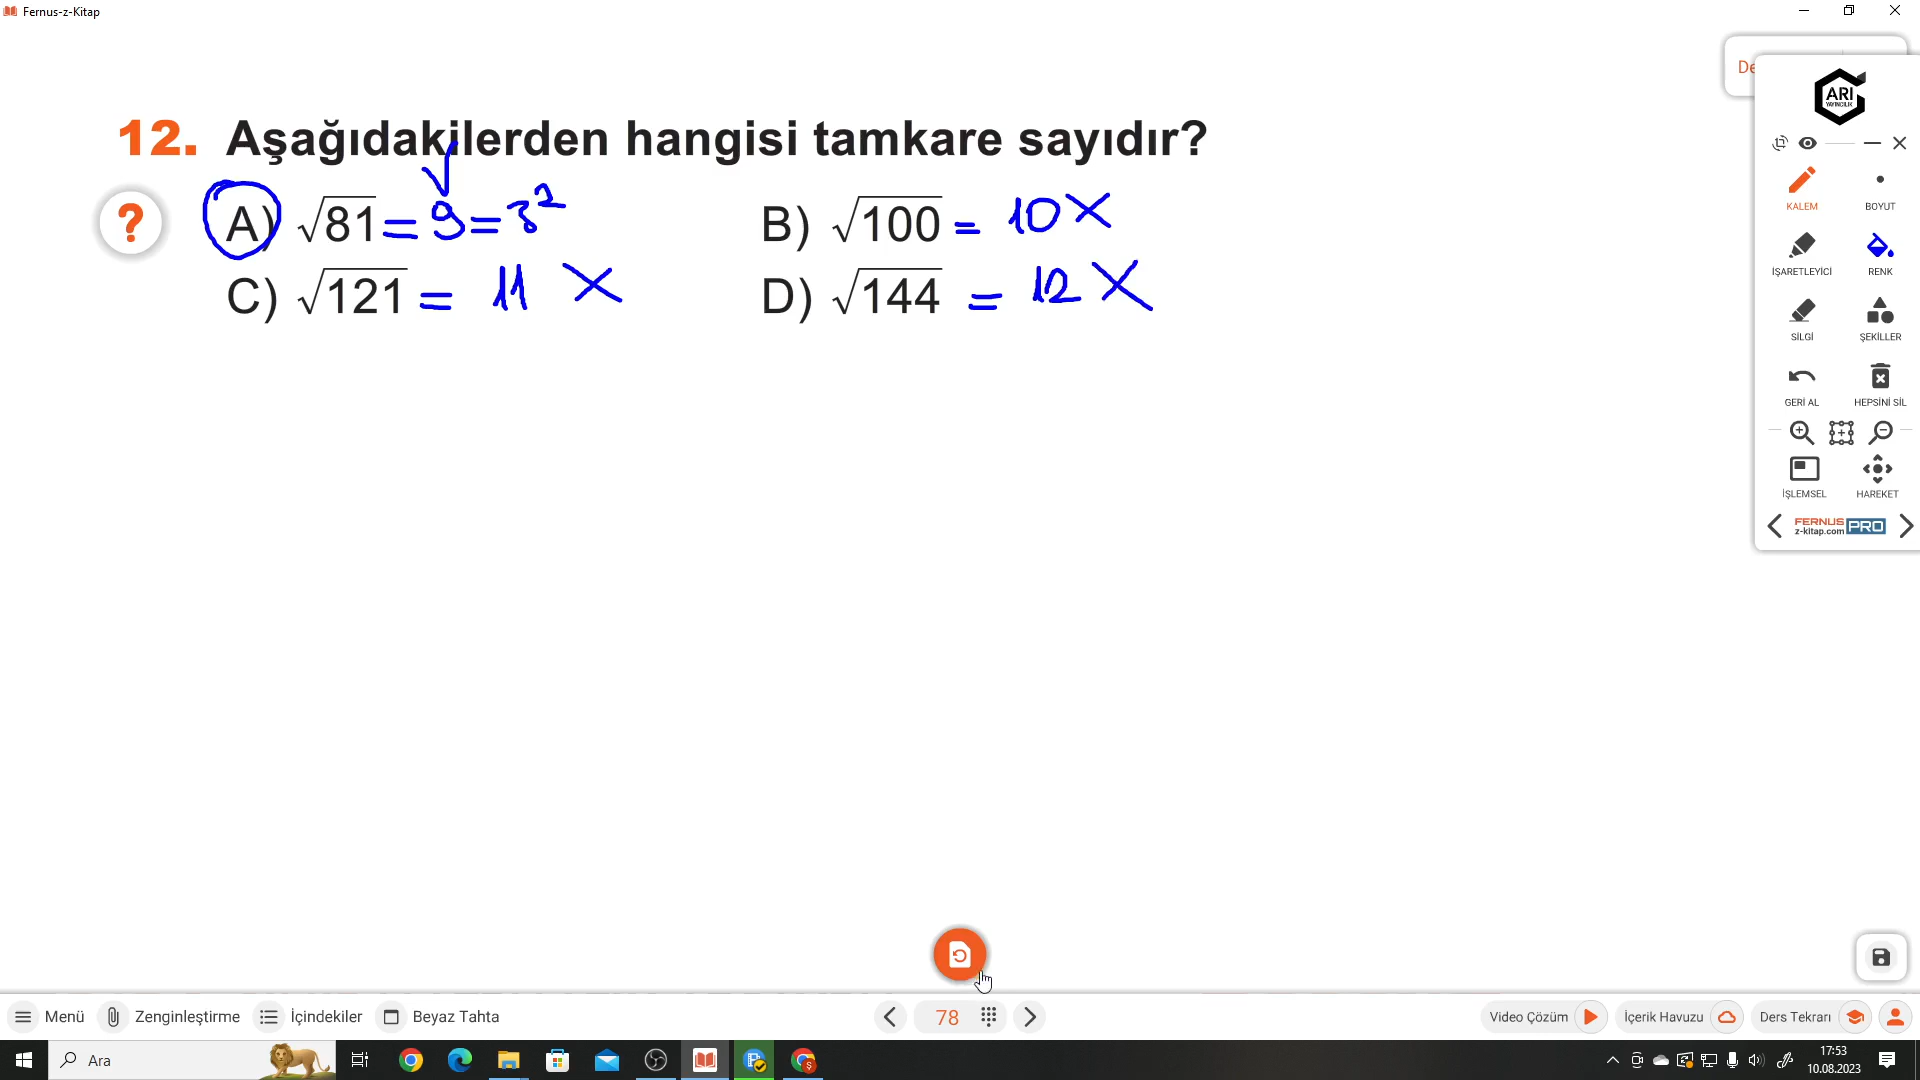 Fernus-z-Kitap
De
ARI
YAYINCILIK
12. Aşağıdakilerden hangisi tamkare sayıdır?
√
A) √81 = 9 = 3²
B) √100 = 10 X
C) √121 = 11 X
D) √144 = 12 X
?
KALEM
BOYUT
İŞARETLEYİCİ
RENK
SİLGİ
ŞEKİLLER
GERİ AL
HEPSİNİ SİL
İŞLEMSEL
HAREKET
FERNUS
z-kitap.com
PRO
Menü
Zenginleştirme
İçindekiler
Beyaz Tahta
78
Video Çözüm
İçerik Havuzu
Ders Tekrarı
Ara
17:53
10.08.2023